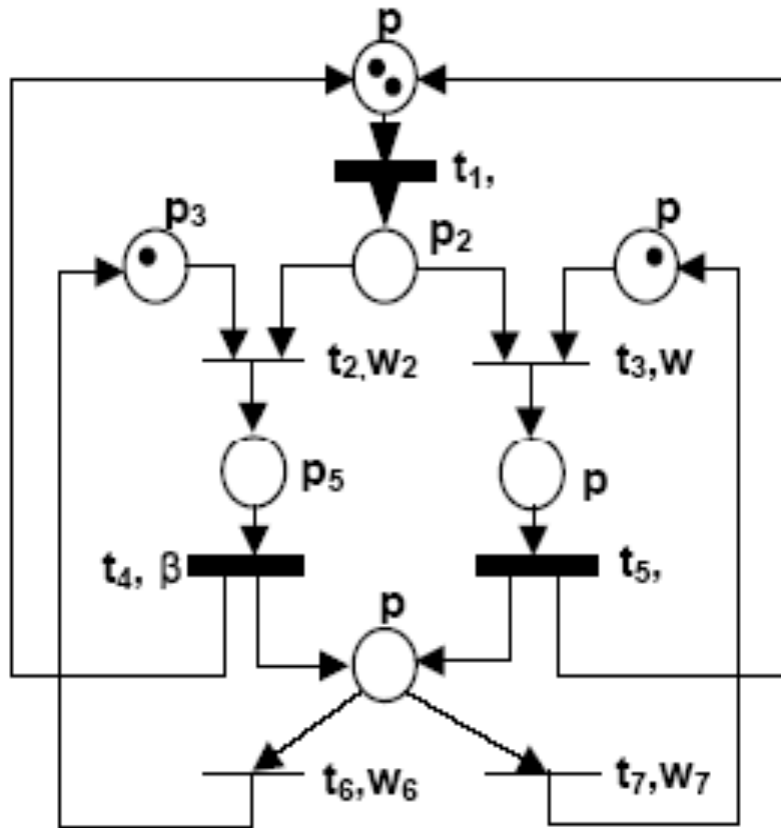 p
t₁,
p₃
p₂
p
t₂,w₂
t₃,w
p₅
p
t₄, β
p
t₅,
t₆,w₆
t₇,w₇